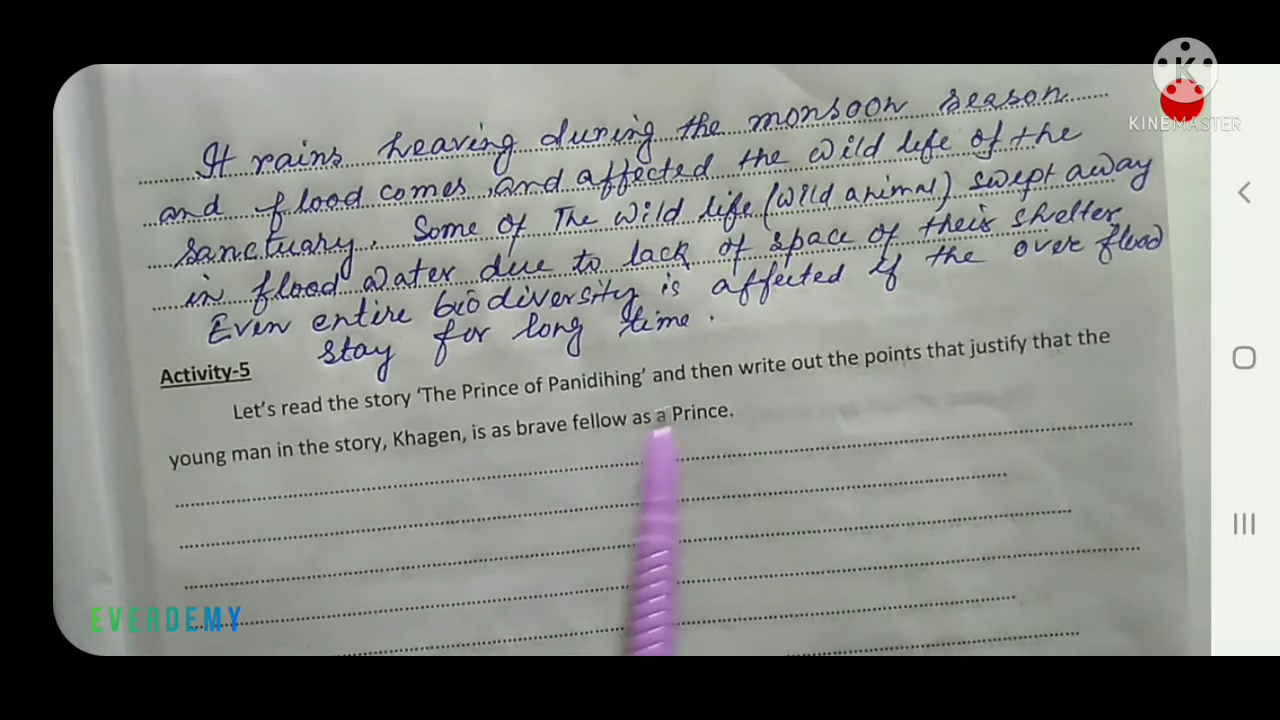 KINEMASTER
It rains heaving during the monsoon season
and flood comes, and affected the wild life of the
sanctuary. Some of The wild life (wild animal) swept away
in flood water due to lack of space of their shelter
Even entire biodiversity is affected if the over flood
stay for long time.
Activity-5
Let's read the story 'The Prince of Panidihing' and then write out the points that justify that the
young man in the story, Khagen, is as brave fellow as a Prince.
EVERDEMY